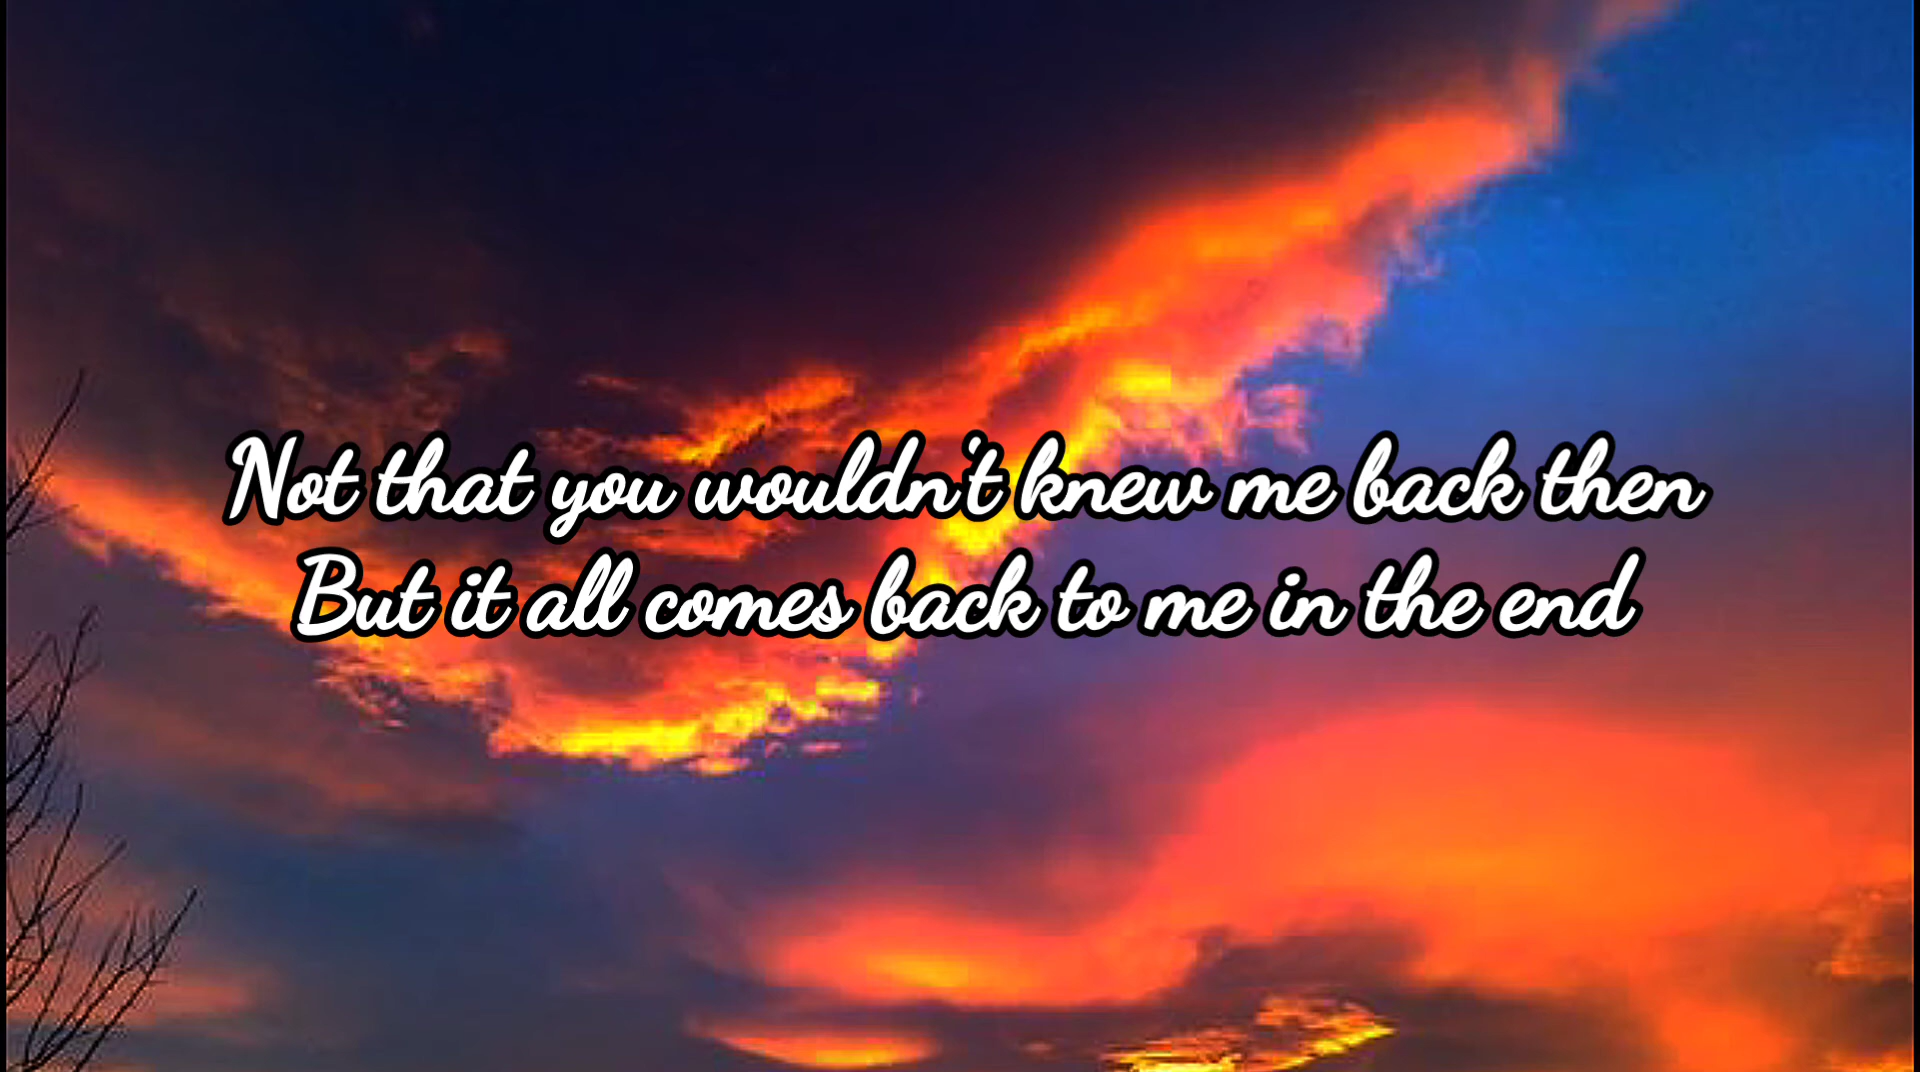 Not that you wouldn't knew me back then
But it all comes back to me in the end